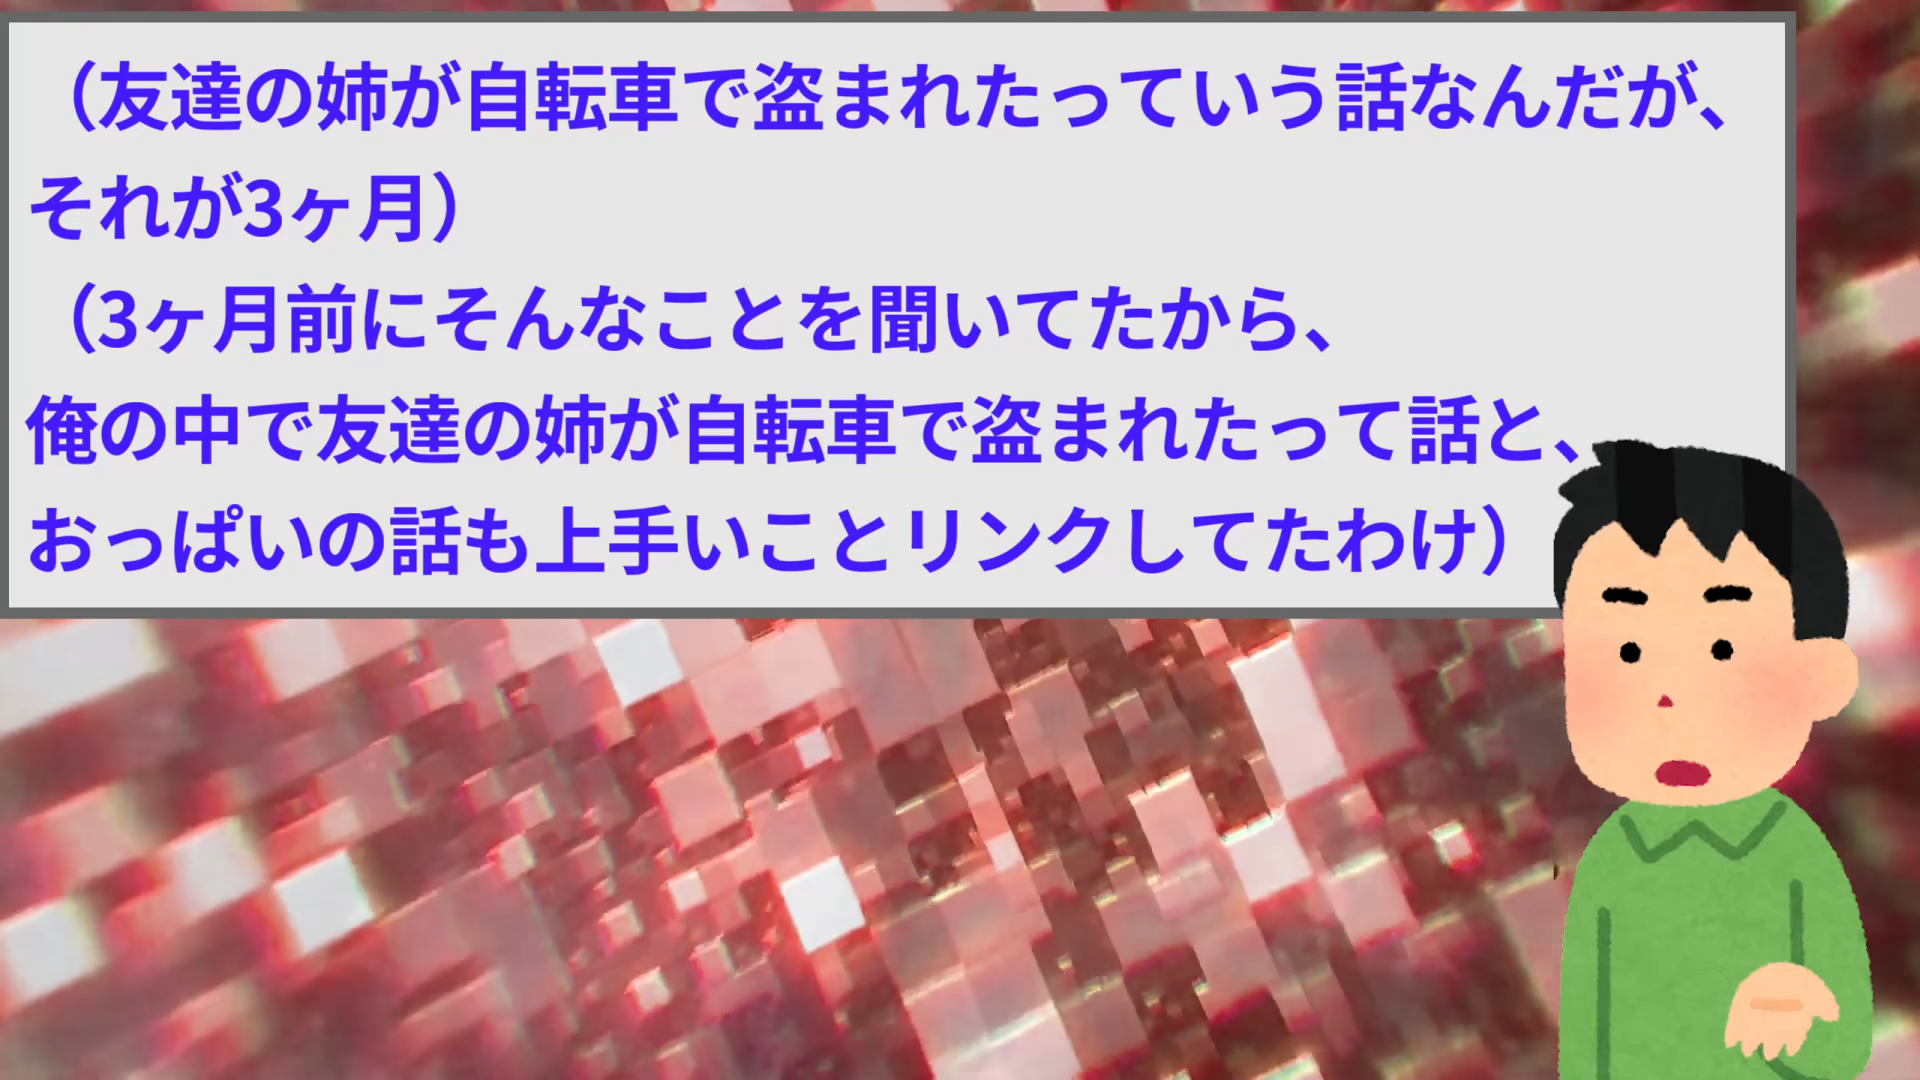 （友達の姉が自転車で盗まれたっていう話なんだが、
それが3ヶ月）
（3ヶ月前にそんなことを聞いてたから、
俺の中で友達の姉が自転車で盗まれたって話と、
おっぱいの話も上手いことリンクしてたわけ）